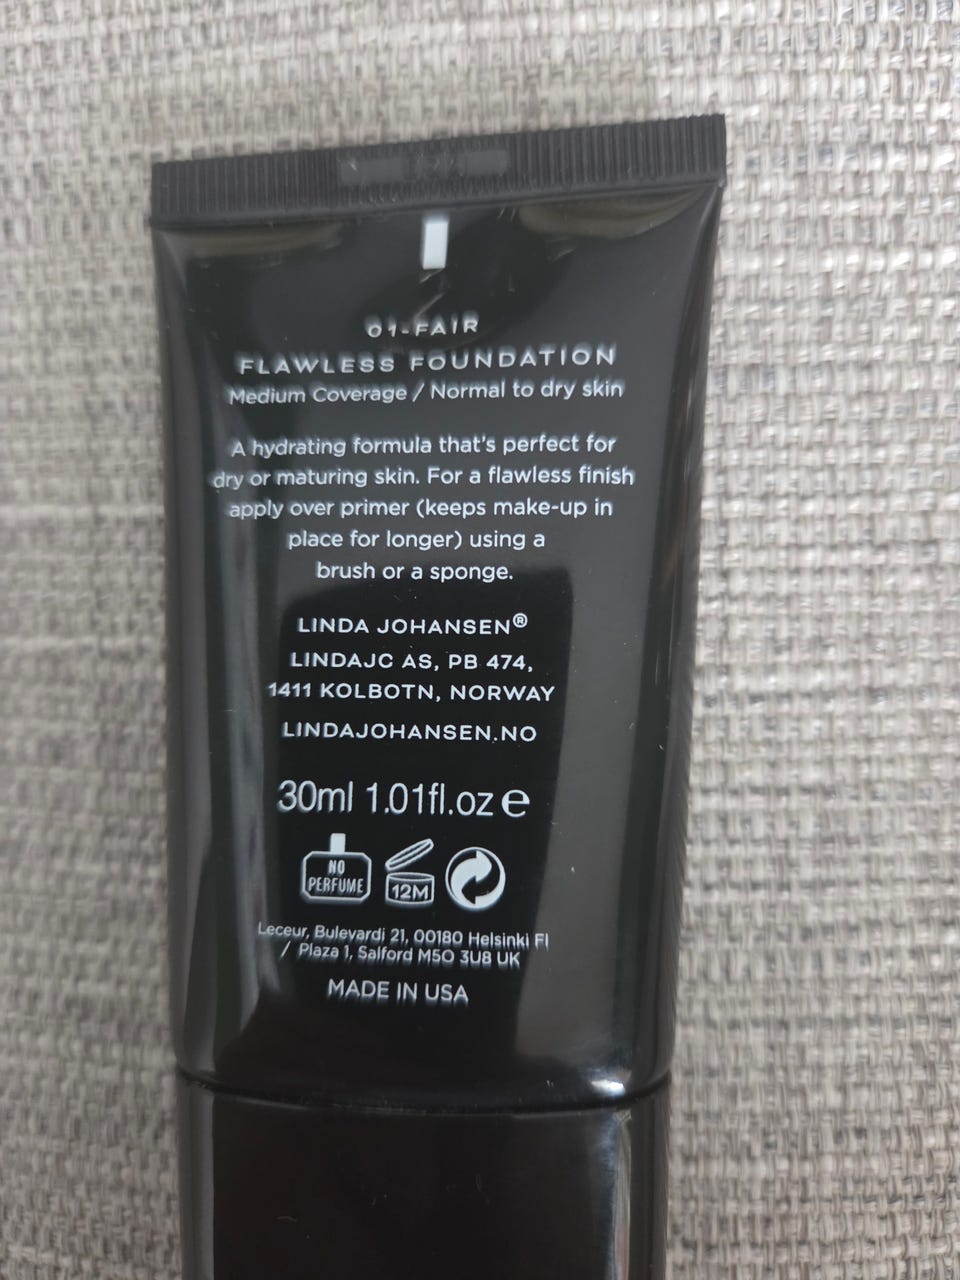 01-FAIR
FLAWLESS FOUNDATION
Medium Coverage / Normal to dry skin
A hydrating formula that's perfect for
dry or maturing skin. For a flawless finish
apply over primer (keeps make-up in
place for longer) using a
brush or a sponge.
LINDA JOHANSEN®
LINDAJC AS, PB 474,
1411 KOLBOTN, NORWAY
LINDAJOHANSEN.NO
30ml 1.01fl.oz e
NO
PERFUME
12M
Leceur, Bulevardi 21, 00180 Helsinki FI
/ Plaza 1, Salford M50 3UB UK
MADE IN USA